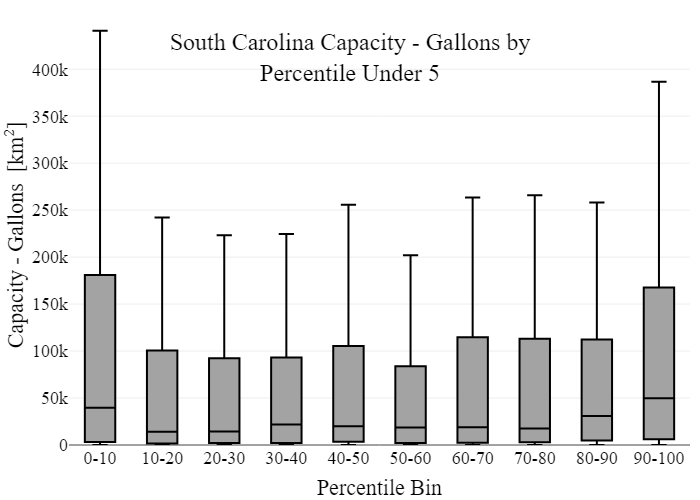 South Carolina Capacity - Gallons by
Percentile Under 5
Capacity - Gallons [km²]
400k
350k
300k
250k
200k
150k
100k
50k
0
0-10 10-20 20-30 30-40 40-50 50-60 60-70 70-80 80-90 90-100
Percentile Bin